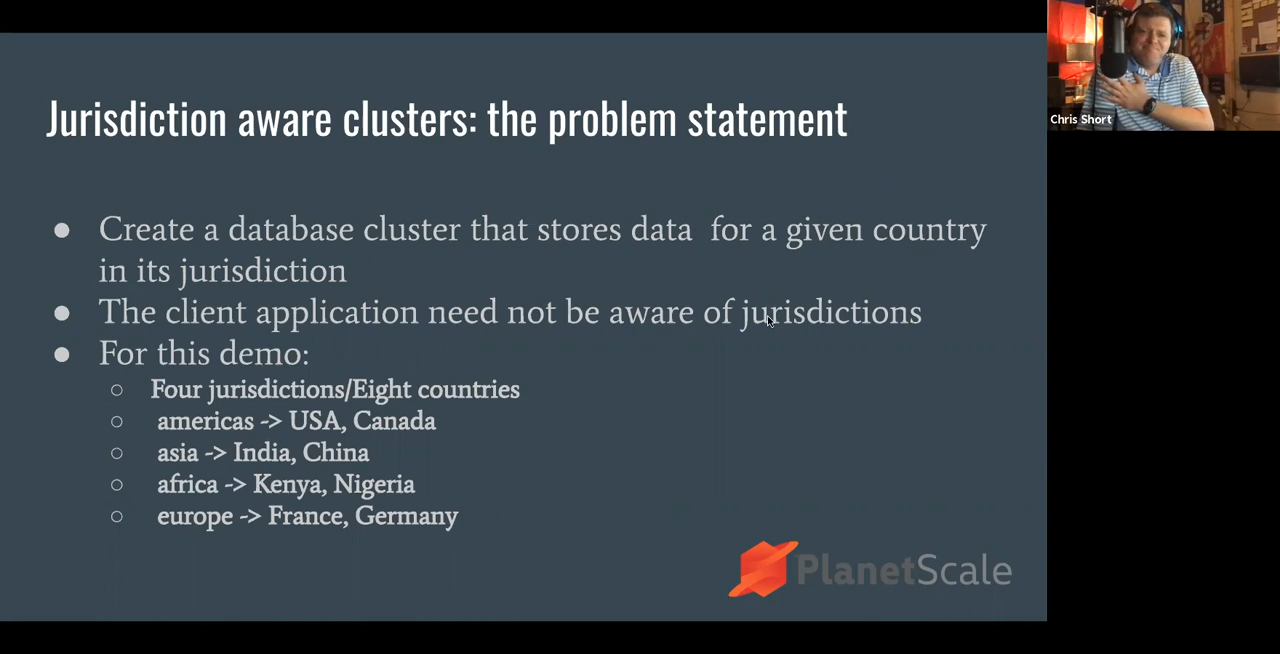 Jurisdiction aware clusters: the problem statement
● Create a database cluster that stores data for a given country
in its jurisdiction
● The client application need not be aware of jurisdictions
● For this demo:
○ Four jurisdictions/Eight countries
○ americas -> USA, Canada
○ asia -> India, China
○ africa -> Kenya, Nigeria
○ europe -> France, Germany
PlanetScale
Chris Short